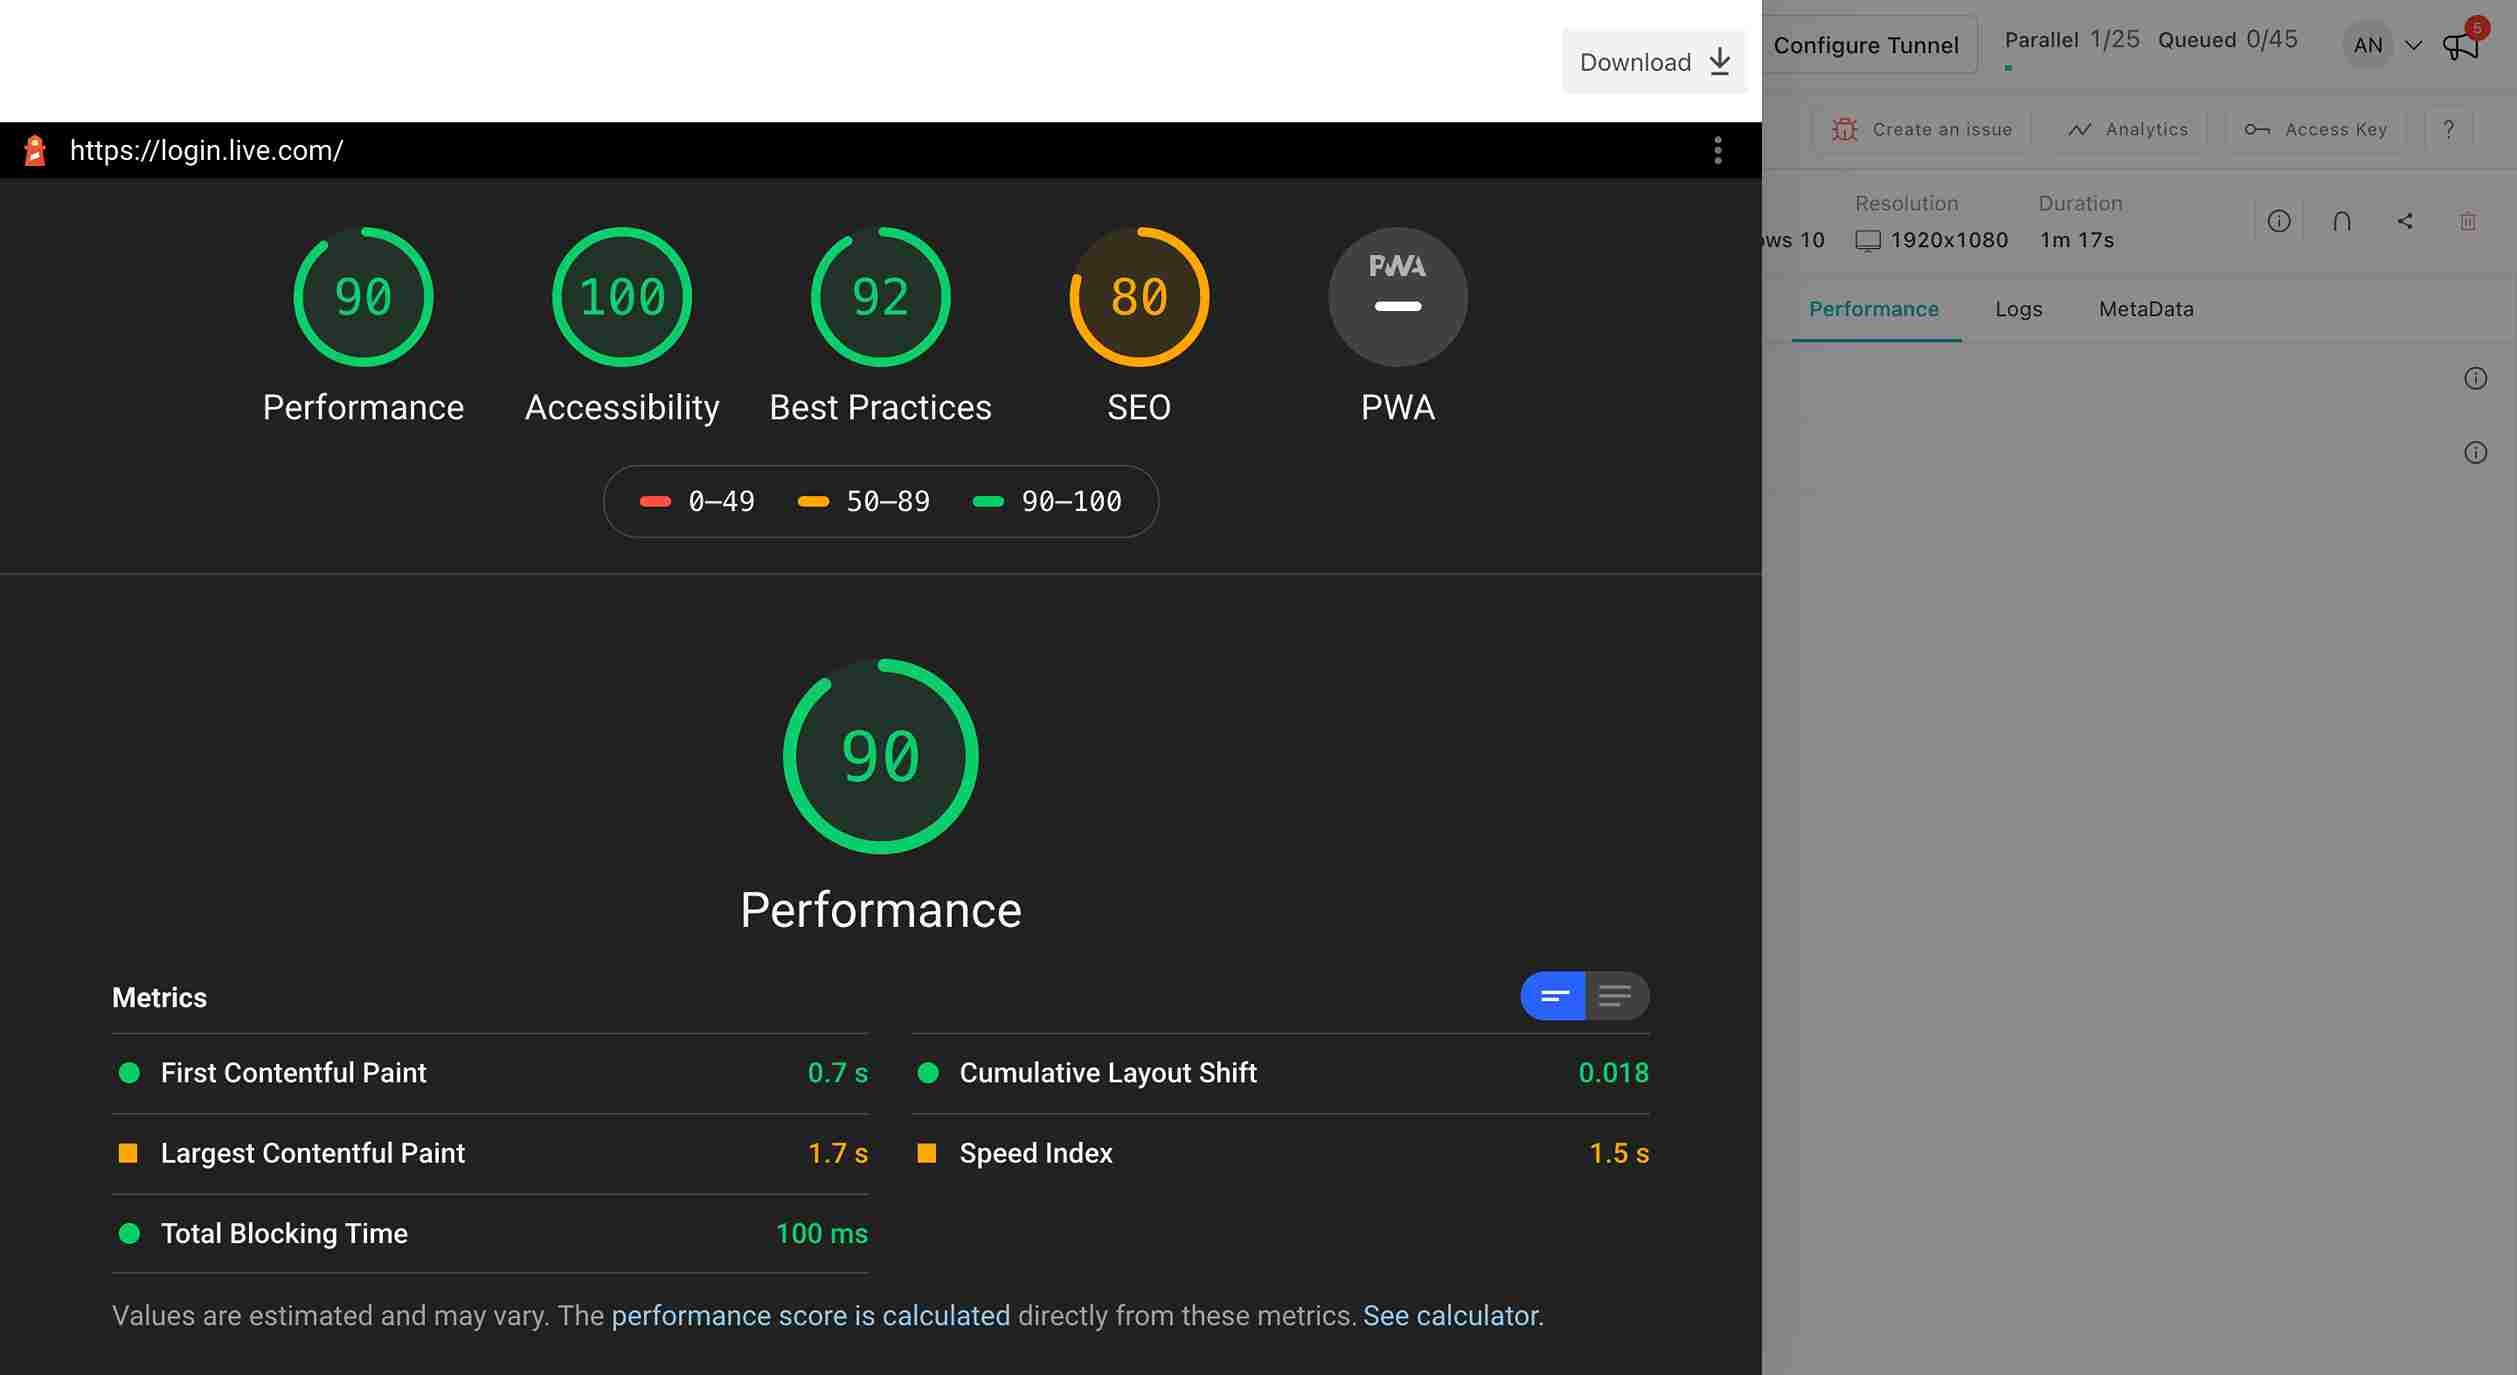 Download
Configure Tunnel
Parallel 1/25 Queued 0/45
AN
5
https://login.live.com/
Create an issue
Analytics
Access Key
?
Resolution
Duration
ows 10
1920x1080
1m 17s
90
100
92
80
PWA
Performance
Accessibility
Best Practices
SEO
PWA
0–49
50–89
90–100
Performance
Logs
MetaData
90
Performance
Metrics
First Contentful Paint 0.7 s
Cumulative Layout Shift 0.018
Largest Contentful Paint 1.7 s
Speed Index 1.5 s
Total Blocking Time 100 ms
Values are estimated and may vary. The performance score is calculated directly from these metrics. See calculator.